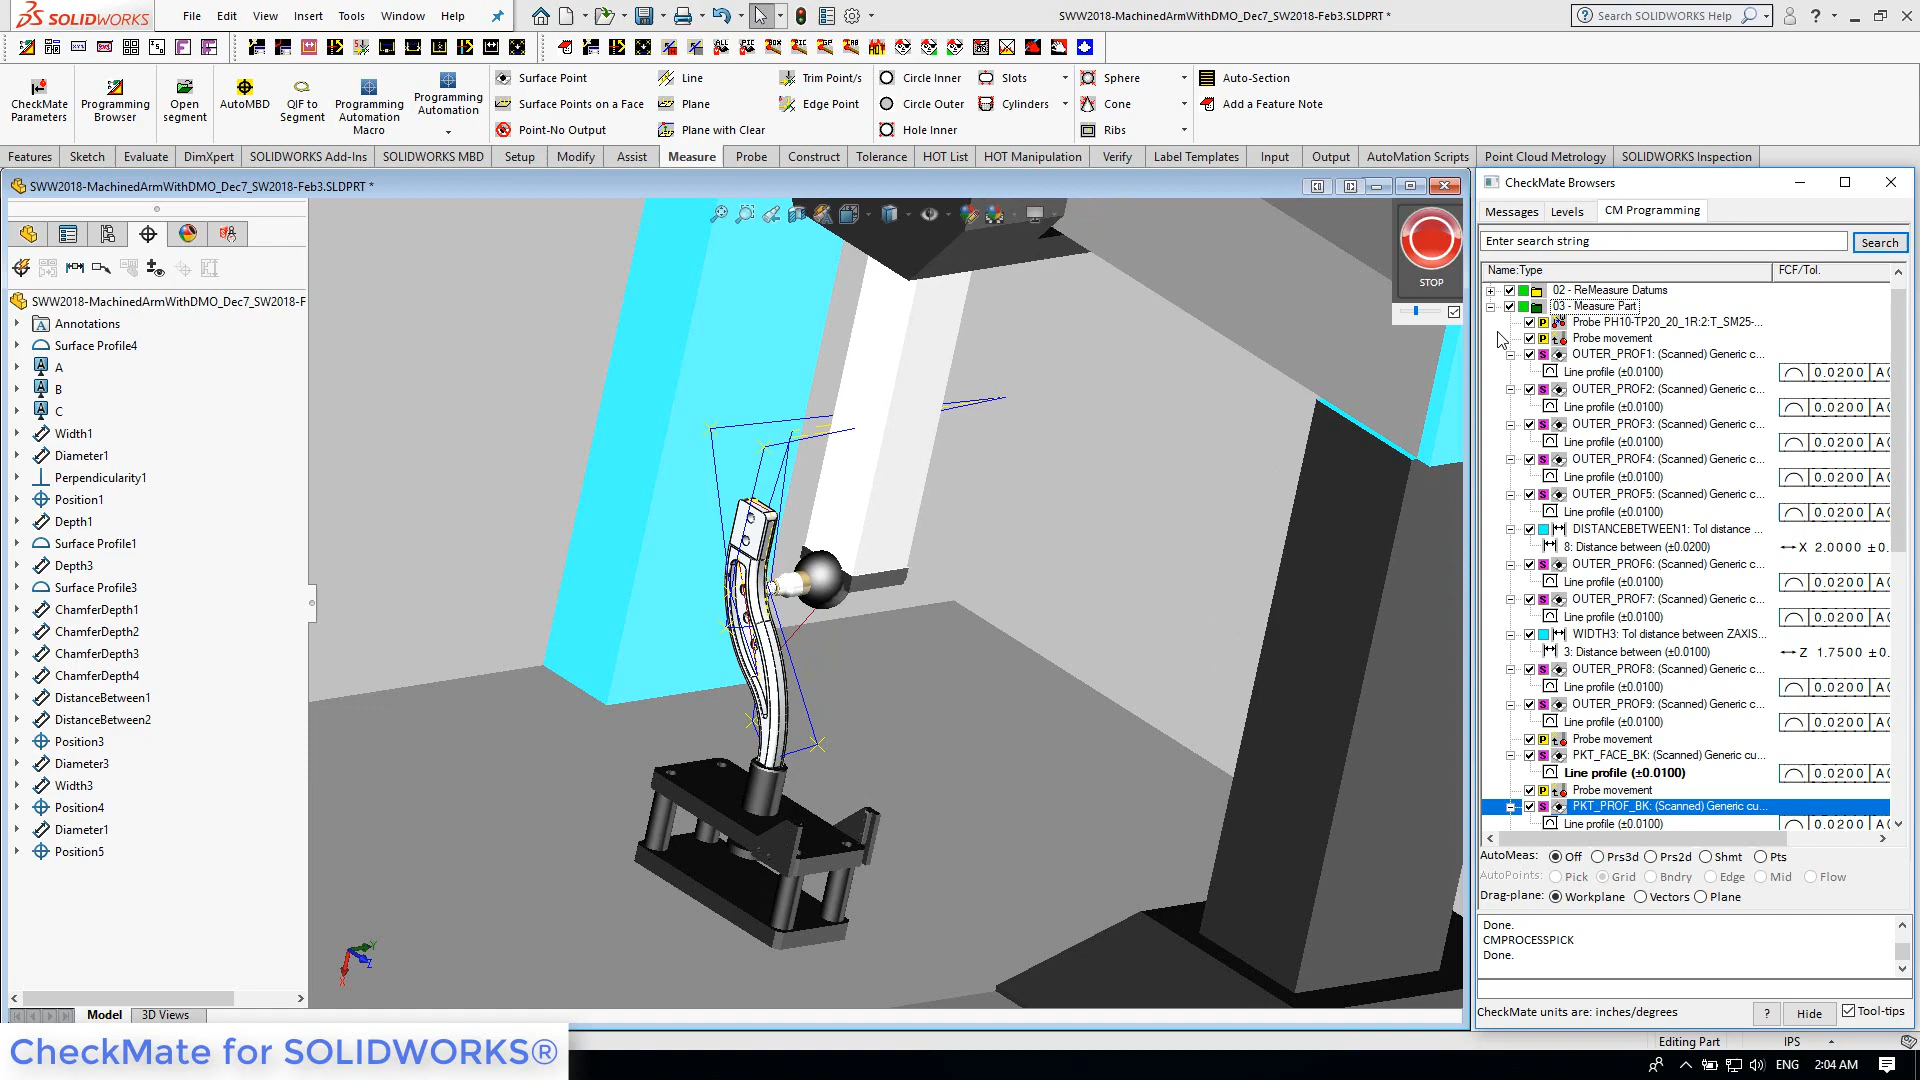 SOLIDWORKS
File Edit View Insert Tools Window Help
SWW2018-MachinedArmWithDMO_Dec7_SW2018-Feb3.SLDPRT *
Search SOLIDWORKS Help
CheckMate Parameters
Programming Browser
Open segment
AutoMBD
QIF to Segment
Programming Automation Macro
Programming Automation
Surface Point
Surface Points on a Face
Point-No Output
Line
Plane
Plane with Clear
Trim Point/s
Edge Point
Circle Inner
Circle Outer
Hole Inner
Slots
Cylinders
Sphere
Cone
Ribs
Auto-Section
Add a Feature Note
Features Sketch Evaluate DimXpert SOLIDWORKS Add-Ins SOLIDWORKS MBD Setup Modify Assist Measure Probe Construct Tolerance HOT List HOT Manipulation Verify Label Templates Input Output AutoMation Scripts Point Cloud Metrology SOLIDWORKS Inspection
SWW2018-MachinedArmWithDMO_Dec7_SW2018-Feb3.SLDPRT *
SWW2018-MachinedArmWithDMO_Dec7_SW2018-F
Annotations
Surface Profile4
A
B
C
Width1
Diameter1
Perpendicularity1
Position1
Depth1
Surface Profile1
Depth3
Surface Profile3
ChamferDepth1
ChamferDepth2
ChamferDepth3
ChamferDepth4
DistanceBetween1
DistanceBetween2
Position3
Diameter3
Width3
Position4
Diameter1
Position5
Model 3D Views
STOP
CheckMate Browsers
Messages Levels CM Programming
Enter search string Search
Name:Type FCF/Tol.
02 - ReMeasure Datums
03 - Measure Part
Probe PH10-TP20_20_1R:2:T_SM25-...
Probe movement
OUTER_PROF1: (Scanned) Generic c...
Line profile (±0.0100) 0.0200 A
OUTER_PROF2: (Scanned) Generic c...
Line profile (±0.0100) 0.0200 A
OUTER_PROF3: (Scanned) Generic c...
Line profile (±0.0100) 0.0200 A
OUTER_PROF4: (Scanned) Generic c...
Line profile (±0.0100) 0.0200 A
OUTER_PROF5: (Scanned) Generic c...
Line profile (±0.0100) 0.0200 A
DISTANCEBETWEEN1: Tol distance ...
8: Distance between (±0.0200) X 2.0000 ±0.
OUTER_PROF6: (Scanned) Generic c...
Line profile (±0.0100) 0.0200 A
OUTER_PROF7: (Scanned) Generic c...
Line profile (±0.0100) 0.0200 A
WIDTH3: Tol distance between ZAXIS...
3: Distance between (±0.0100) Z 1.7500 ±0.
OUTER_PROF8: (Scanned) Generic c...
Line profile (±0.0100) 0.0200 A
OUTER_PROF9: (Scanned) Generic c...
Line profile (±0.0100) 0.0200 A
Probe movement
PKT_FACE_BK: (Scanned) Generic cu...
Line profile (±0.0100) 0.0200 A
Probe movement
PKT_PROF_BK: (Scanned) Generic cu...
Line profile (±0.0100) 0.0200 A
AutoMeas: Off Prs3d Prs2d Shmt Pts
AutoPoints: Pick Grid Bndry Edge Mid Flow
Drag-plane: Workplane Vectors Plane
Done.
CMPROCESSPICK
Done.
CheckMate units are: inches/degrees ? Hide Tool-tips
Editing Part IPS
CheckMate for SOLIDWORKS®
ENG 2:04 AM